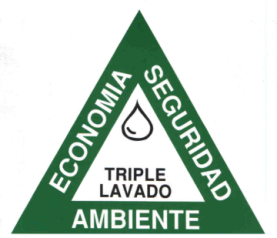 ECONOMIA
SEGURIDAD
TRIPLE
LAVADO
AMBIENTE